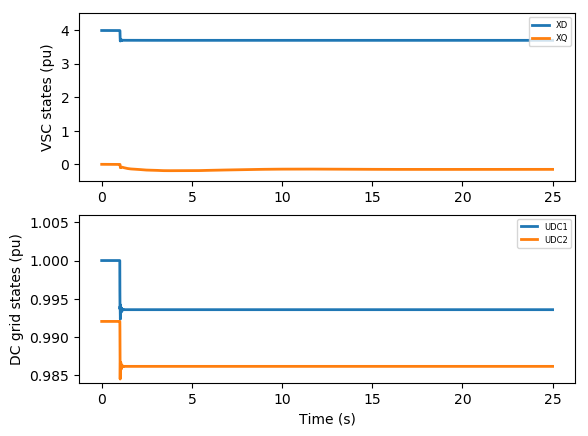 VSC states (pu)
4
3
2
1
0
XD
XQ
0 5 10 15 20 25
DC grid states (pu)
1.005
1.000
0.995
0.990
0.985
UDC1
UDC2
0 5 10 15 20 25
Time (s)